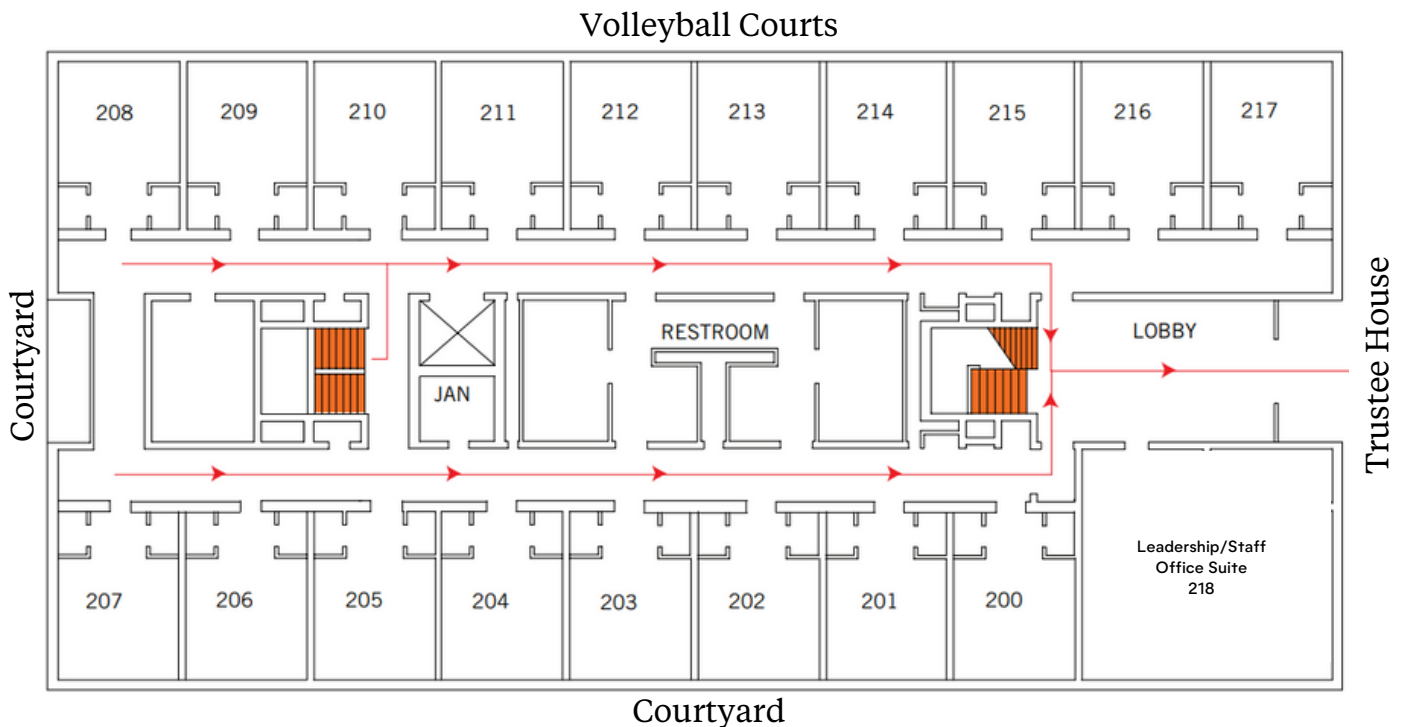 Volleyball Courts
208
209
210
211
212
213
214
215
216
217
Courtyard
RESTROOM
LOBBY
JAN
Trustee House
Leadership/Staff
Office Suite
218
207
206
205
204
203
202
201
200
Courtyard